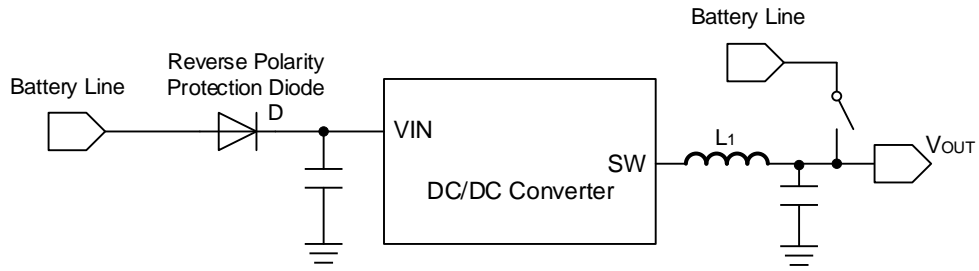 Battery Line
Reverse Polarity
Protection Diode
D
Battery Line
VIN
SW
L1
VOUT
DC/DC Converter